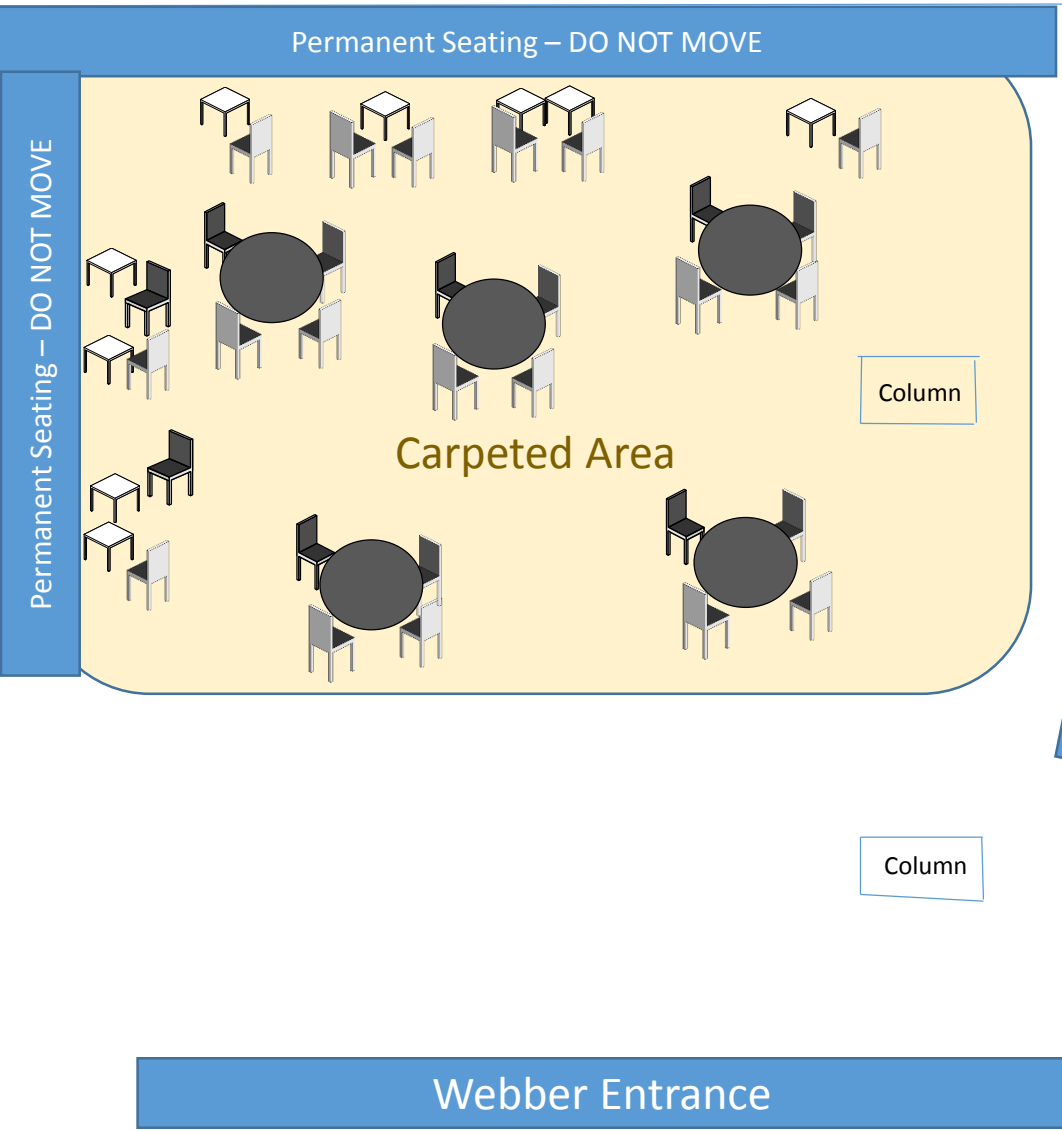 Permanent Seating – DO NOT MOVE
Permanent Seating – DO NOT MOVE
Column
Carpeted Area
Column
Webber Entrance